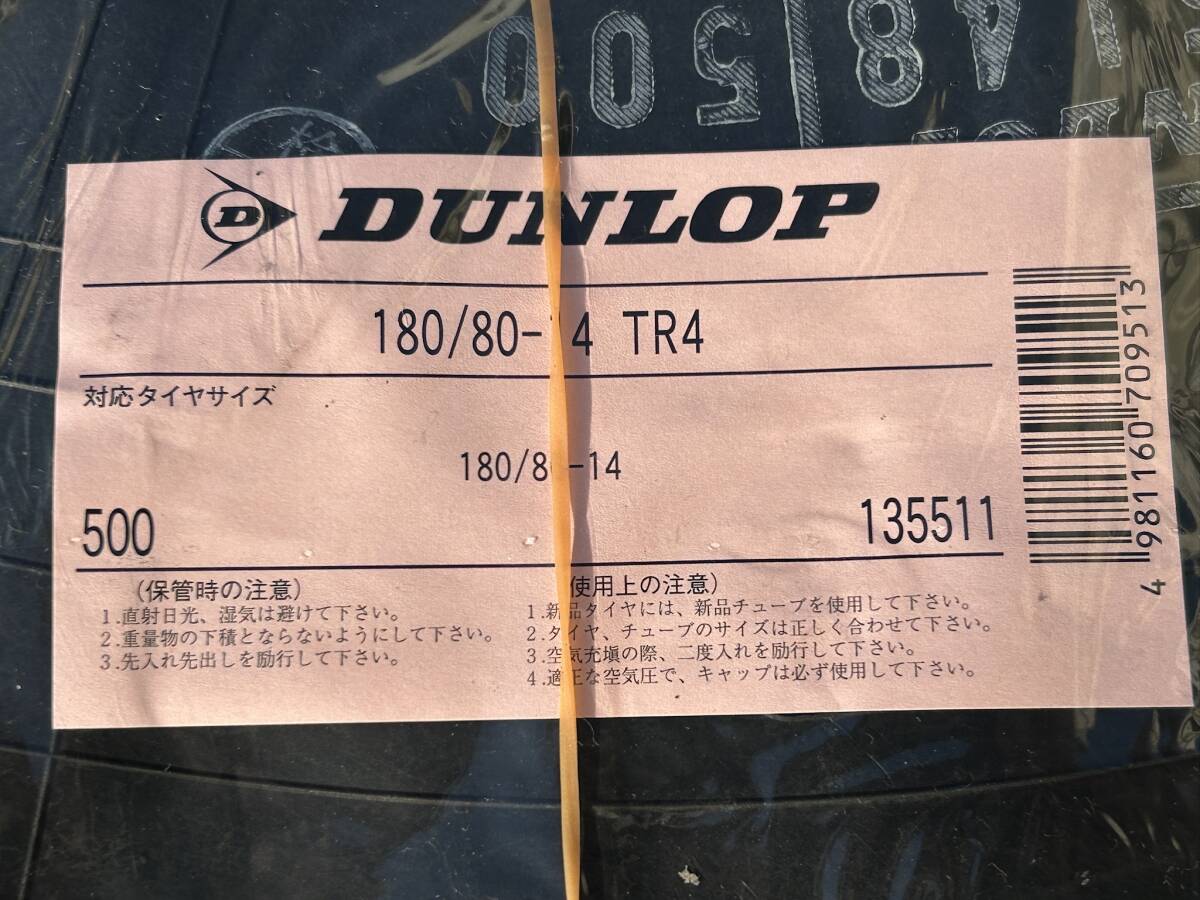 500
48
D DUNLOP
180/80-14 TR4
対応タイヤサイズ
180/80-14
500
135511
4 981160 709513
(保管時の注意)
1.直射日光、湿気は避けて下さい。
2.重量物の下積とならないようにして下さい。
3.先入れ先出しを励行して下さい。
(使用上の注意)
1.新品タイヤには、新品チューブを使用して下さい。
2.タイヤ、チューブのサイズは正しく合わせて下さい。
3.空気充塡の際、二度入れを励行して下さい。
4.適正な空気圧で、キャップは必ず使用して下さい。